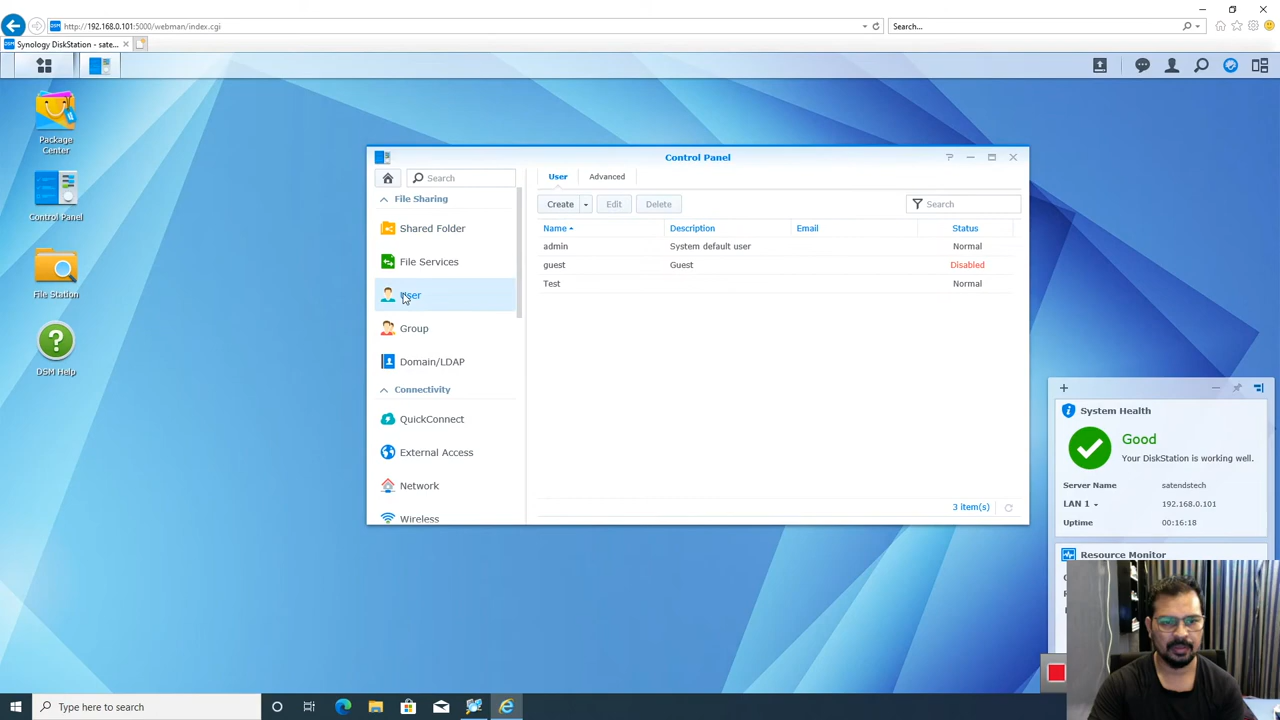 http://192.168.0.101:5000/webman/index.cgi
Search...
Synology DiskStation - sate...
Package
Center
Control Panel
File Station
DSM Help
Control Panel
Search
File Sharing
Shared Folder
File Services
User
Group
Domain/LDAP
Connectivity
QuickConnect
External Access
Network
Wireless
User
Advanced
Create
Edit
Delete
Search
Name
Description
Email
Status
admin
System default user
Normal
guest
Guest
Disabled
Test
Normal
3 item(s)
System Health
Good
Your DiskStation is working well.
Server Name
satendstech
LAN 1
192.168.0.101
Uptime
00:16:18
Resource Monitor
Type here to search